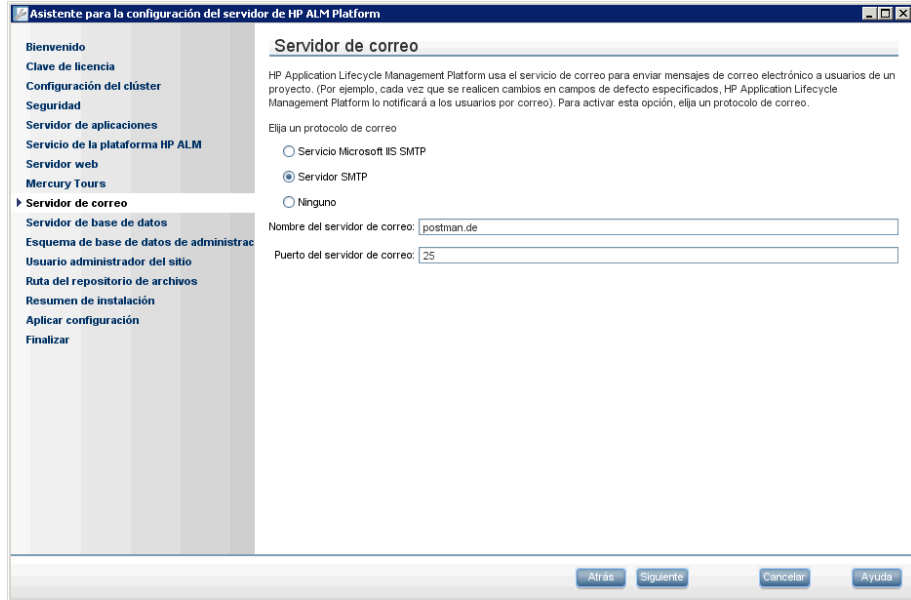 Asistente para la configuración del servidor de HP ALM Platform
Bienvenido
Clave de licencia
Configuración del clúster
Seguridad
Servidor de aplicaciones
Servicio de la plataforma HP ALM
Servidor web
Mercury Tours
Servidor de correo
Servidor de base de datos
Esquema de base de datos de administrac
Usuario administrador del sitio
Ruta del repositorio de archivos
Resumen de instalación
Aplicar configuración
Finalizar
Servidor de correo
HP Application Lifecycle Management Platform usa el servicio de correo para enviar mensajes de correo electrónico a usuarios de un
proyecto. (Por ejemplo, cada vez que se realicen cambios en campos de defecto especificados, HP Application Lifecycle
Management Platform lo notificará a los usuarios por correo). Para activar esta opción, elija un protocolo de correo.
Elija un protocolo de correo
Servicio Microsoft IIS SMTP
Servidor SMTP
Ninguno
Nombre del servidor de correo: postman.de
Puerto del servidor de correo: 25
Atrás Siguiente Cancelar Ayuda